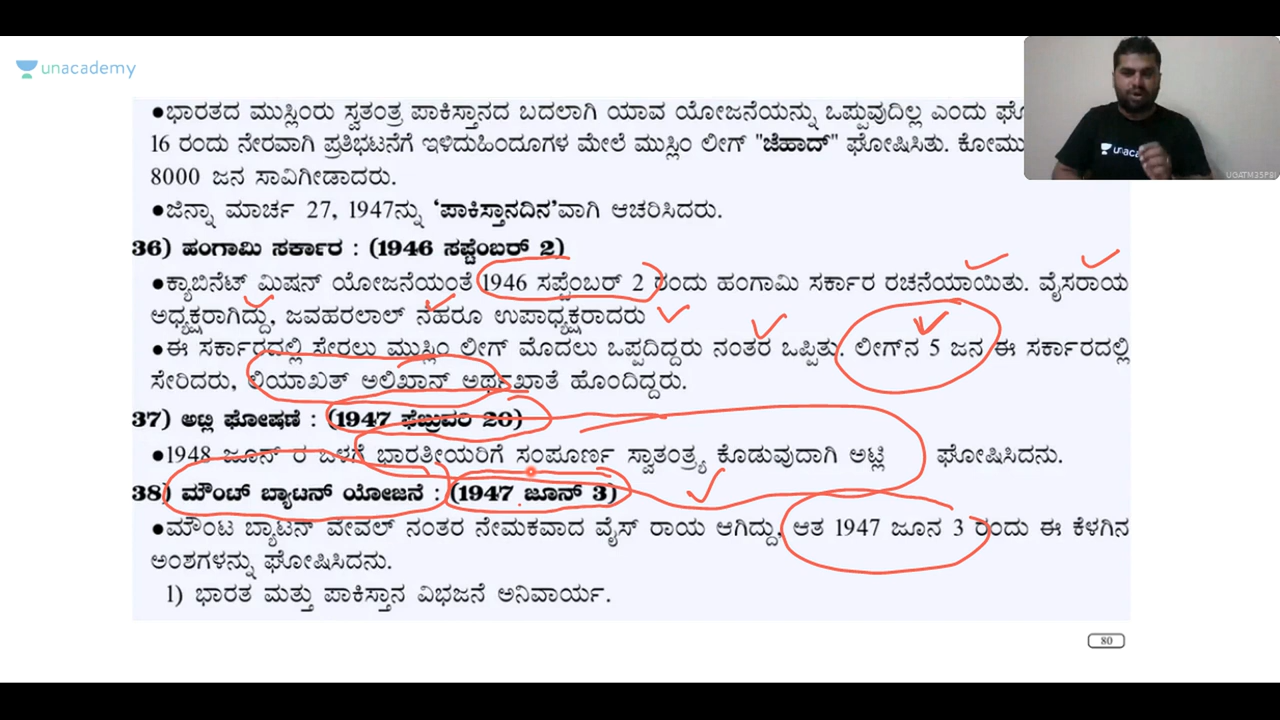 unacademy
•ಭಾರತದ ಮುಸ್ಲಿಂರು ಸ್ವತಂತ್ರ ಪಾಕಿಸ್ತಾನದ ಬದಲಾಗಿ ಯಾವ ಯೋಜನೆಯನ್ನು ಒಪ್ಪುವುದಿಲ್ಲ ಎಂದು
16 ರಂದು ನೇರವಾಗಿ ಪ್ರತಿಭಟನೆಗೆ ಇಳಿದುಹಿಂದೂಗಳ ಮೇಲೆ ಮುಸ್ಲಿಂ ಲೀಗ್ "ಜೆಹಾದ್" ಘೋಷಿಸಿತು. ಕೋಮು
8000 ಜನ ಸಾವಿಗೀಡಾದರು.
•ಜಿನ್ನಾ ಮಾರ್ಚ 27, 1947ನ್ನು 'ಪಾಕಿಸ್ತಾನದಿನ'ವಾಗಿ ಆಚರಿಸಿದರು.
36) ಹಂಗಾಮಿ ಸರ್ಕಾರ : (1946 ಸಪ್ಟೆಂಬರ್ 2)
•ಕ್ಯಾಬಿನೆಟ್ ಮಿಷನ್ ಯೋಜನೆಯಂತೆ 1946 ಸಪ್ಟೆಂಬರ್ 2 ರಂದು ಹಂಗಾಮಿ ಸರ್ಕಾರ ರಚನೆಯಾಯಿತು. ವೈಸರಾಯ
ಅಧ್ಯಕ್ಷರಾಗಿದ್ದು, ಜವಹರಲಾಲ್ ನೆಹರೂ ಉಪಾಧ್ಯಕ್ಷರಾದರು
•ಈ ಸರ್ಕಾರದಲ್ಲಿ ಸೇರಲು ಮುಸ್ಲಿಂ ಲೀಗ್ ಮೊದಲು ಒಪ್ಪದಿದ್ದರು ನಂತರ ಒಪ್ಪಿತು. ಲೀಗ್‌ನ 5 ಜನ ಈ ಸರ್ಕಾರದಲ್ಲಿ
ಸೇರಿದರು, ಲಿಯಾಖತ್ ಅಲಿಖಾನ್ ಅರ್ಥಖಾತೆ ಹೊಂದಿದ್ದರು.
37) ಅಟ್ಲಿ ಘೋಷಣೆ : (1947 ಫೆಬ್ರುವರಿ 20)
•1948 ಜೂನ್ ರ ಒಳಗೆ ಭಾರತೀಯರಿಗೆ ಸಂಪೂರ್ಣ ಸ್ವಾತಂತ್ರ್ಯ ಕೊಡುವುದಾಗಿ ಅಟ್ಲಿ ಘೋಷಿಸಿದನು.
38) ಮೌಂಟ್ ಬ್ಯಾಟನ್ ಯೋಜನೆ : (1947 ಜೂನ್ 3)
•ಮೌಂಟ ಬ್ಯಾಟನ್ ವೇವಲ್ ನಂತರ ನೇಮಕವಾದ ವೈಸ್ ರಾಯ ಆಗಿದ್ದು, ಆತ 1947 ಜೂನ 3 ರಂದು ಈ ಕೆಳಗಿನ
ಅಂಶಗಳನ್ನು ಘೋಷಿಸಿದನು.
1) ಭಾರತ ಮತ್ತು ಪಾಕಿಸ್ತಾನ ವಿಭಜನೆ ಅನಿವಾರ್ಯ.
80